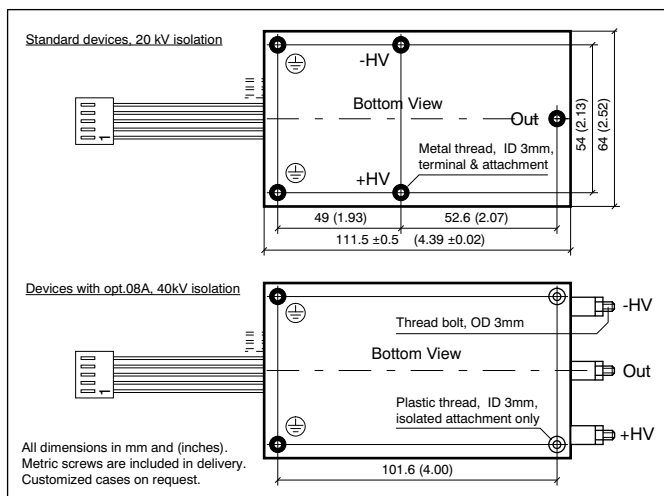 Standard devices, 20 kV isolation
-HV
Bottom View
Out
1
Metal thread, ID 3mm,
terminal & attachment
+HV
54 (2.13)
64 (2.52)
49 (1.93)
52.6 (2.07)
111.5 ±0.5 (4.39 ±0.02)
Devices with opt.08A, 40kV isolation
-HV
Thread bolt, OD 3mm
Bottom View
Out
1
Plastic thread, ID 3mm,
isolated attachment only
+HV
All dimensions in mm and (inches).
Metric screws are included in delivery.
Customized cases on request.
101.6 (4.00)